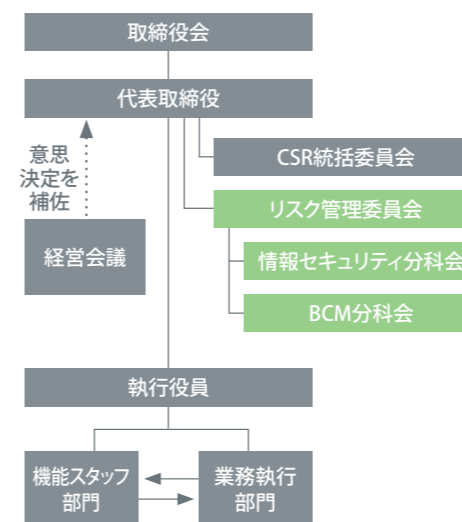 取締役会
代表取締役
意思
決定を
補佐
CSR統括委員会
リスク管理委員会
経営会議
情報セキュリティ分科会
BCM分科会
執行役員
機能スタッフ
部門
業務執行
部門